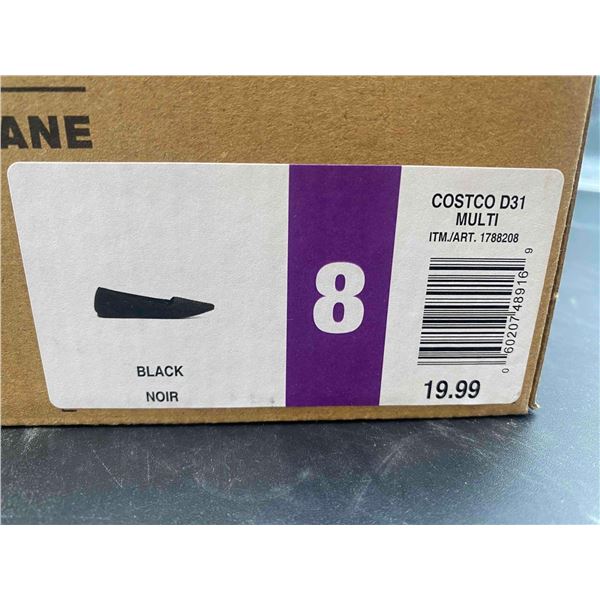 ANE
BLACK
NOIR
8
COSTCO D31
MULTI
ITM./ART. 1788208
0 60207 48916 9
19.99